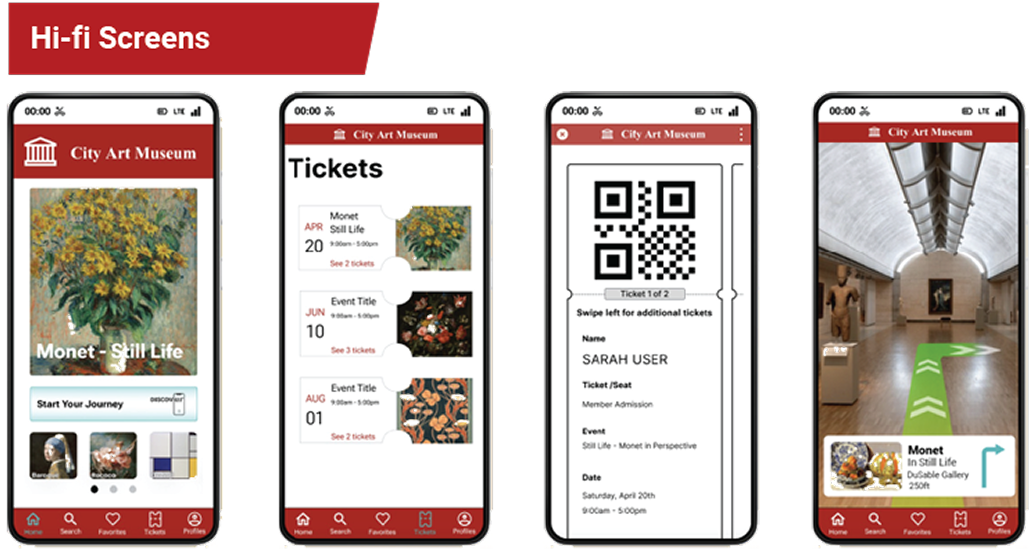 Hi-fi Screens
00:00
LTE
City Art Museum
Monet - Still Life
Start Your Journey
DISCOVER
Baroque
Rococo
Home
Search
Favorites
Tickets
Profiles
00:00
LTE
City Art Museum
Tickets
APR
20
Monet
Still Life
9:00am - 5:00pm
See 2 tickets
JUN
10
Event Title
9:00am - 5:00pm
See 3 tickets
AUG
01
Event Title
9:00am - 5:00pm
See 2 tickets
Home
Search
Favorites
Tickets
Profiles
00:00
LTE
City Art Museum
Ticket 1 of 2
Swipe left for additional tickets
Name
SARAH USER
Ticket /Seat
Member Admission
Event
Still Life - Monet in Perspective
Date
Saturday, April 20th
9:00am - 5:00pm
00:00
LTE
City Art Museum
Monet
In Still Life
DuSable Gallery
250ft
Home
Search
Favorites
Tickets
Profiles